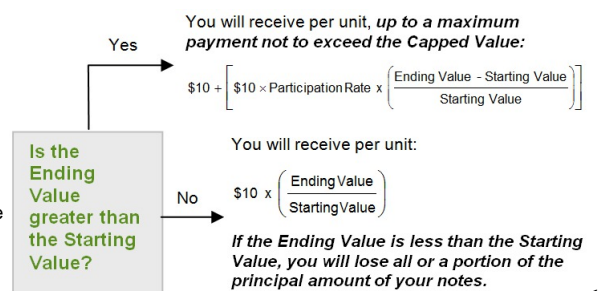 You will receive per unit, up to a maximum
payment not to exceed the Capped Value:
Yes
$10 + [ $10 × Participation Rate x ( Ending Value - Starting Value
Starting Value ) ]
Is the
Ending
Value
greater than
the Starting
Value?
You will receive per unit:
No
$10 x ( Ending Value
Starting Value )
If the Ending Value is less than the Starting
Value, you will lose all or a portion of the
principal amount of your notes.